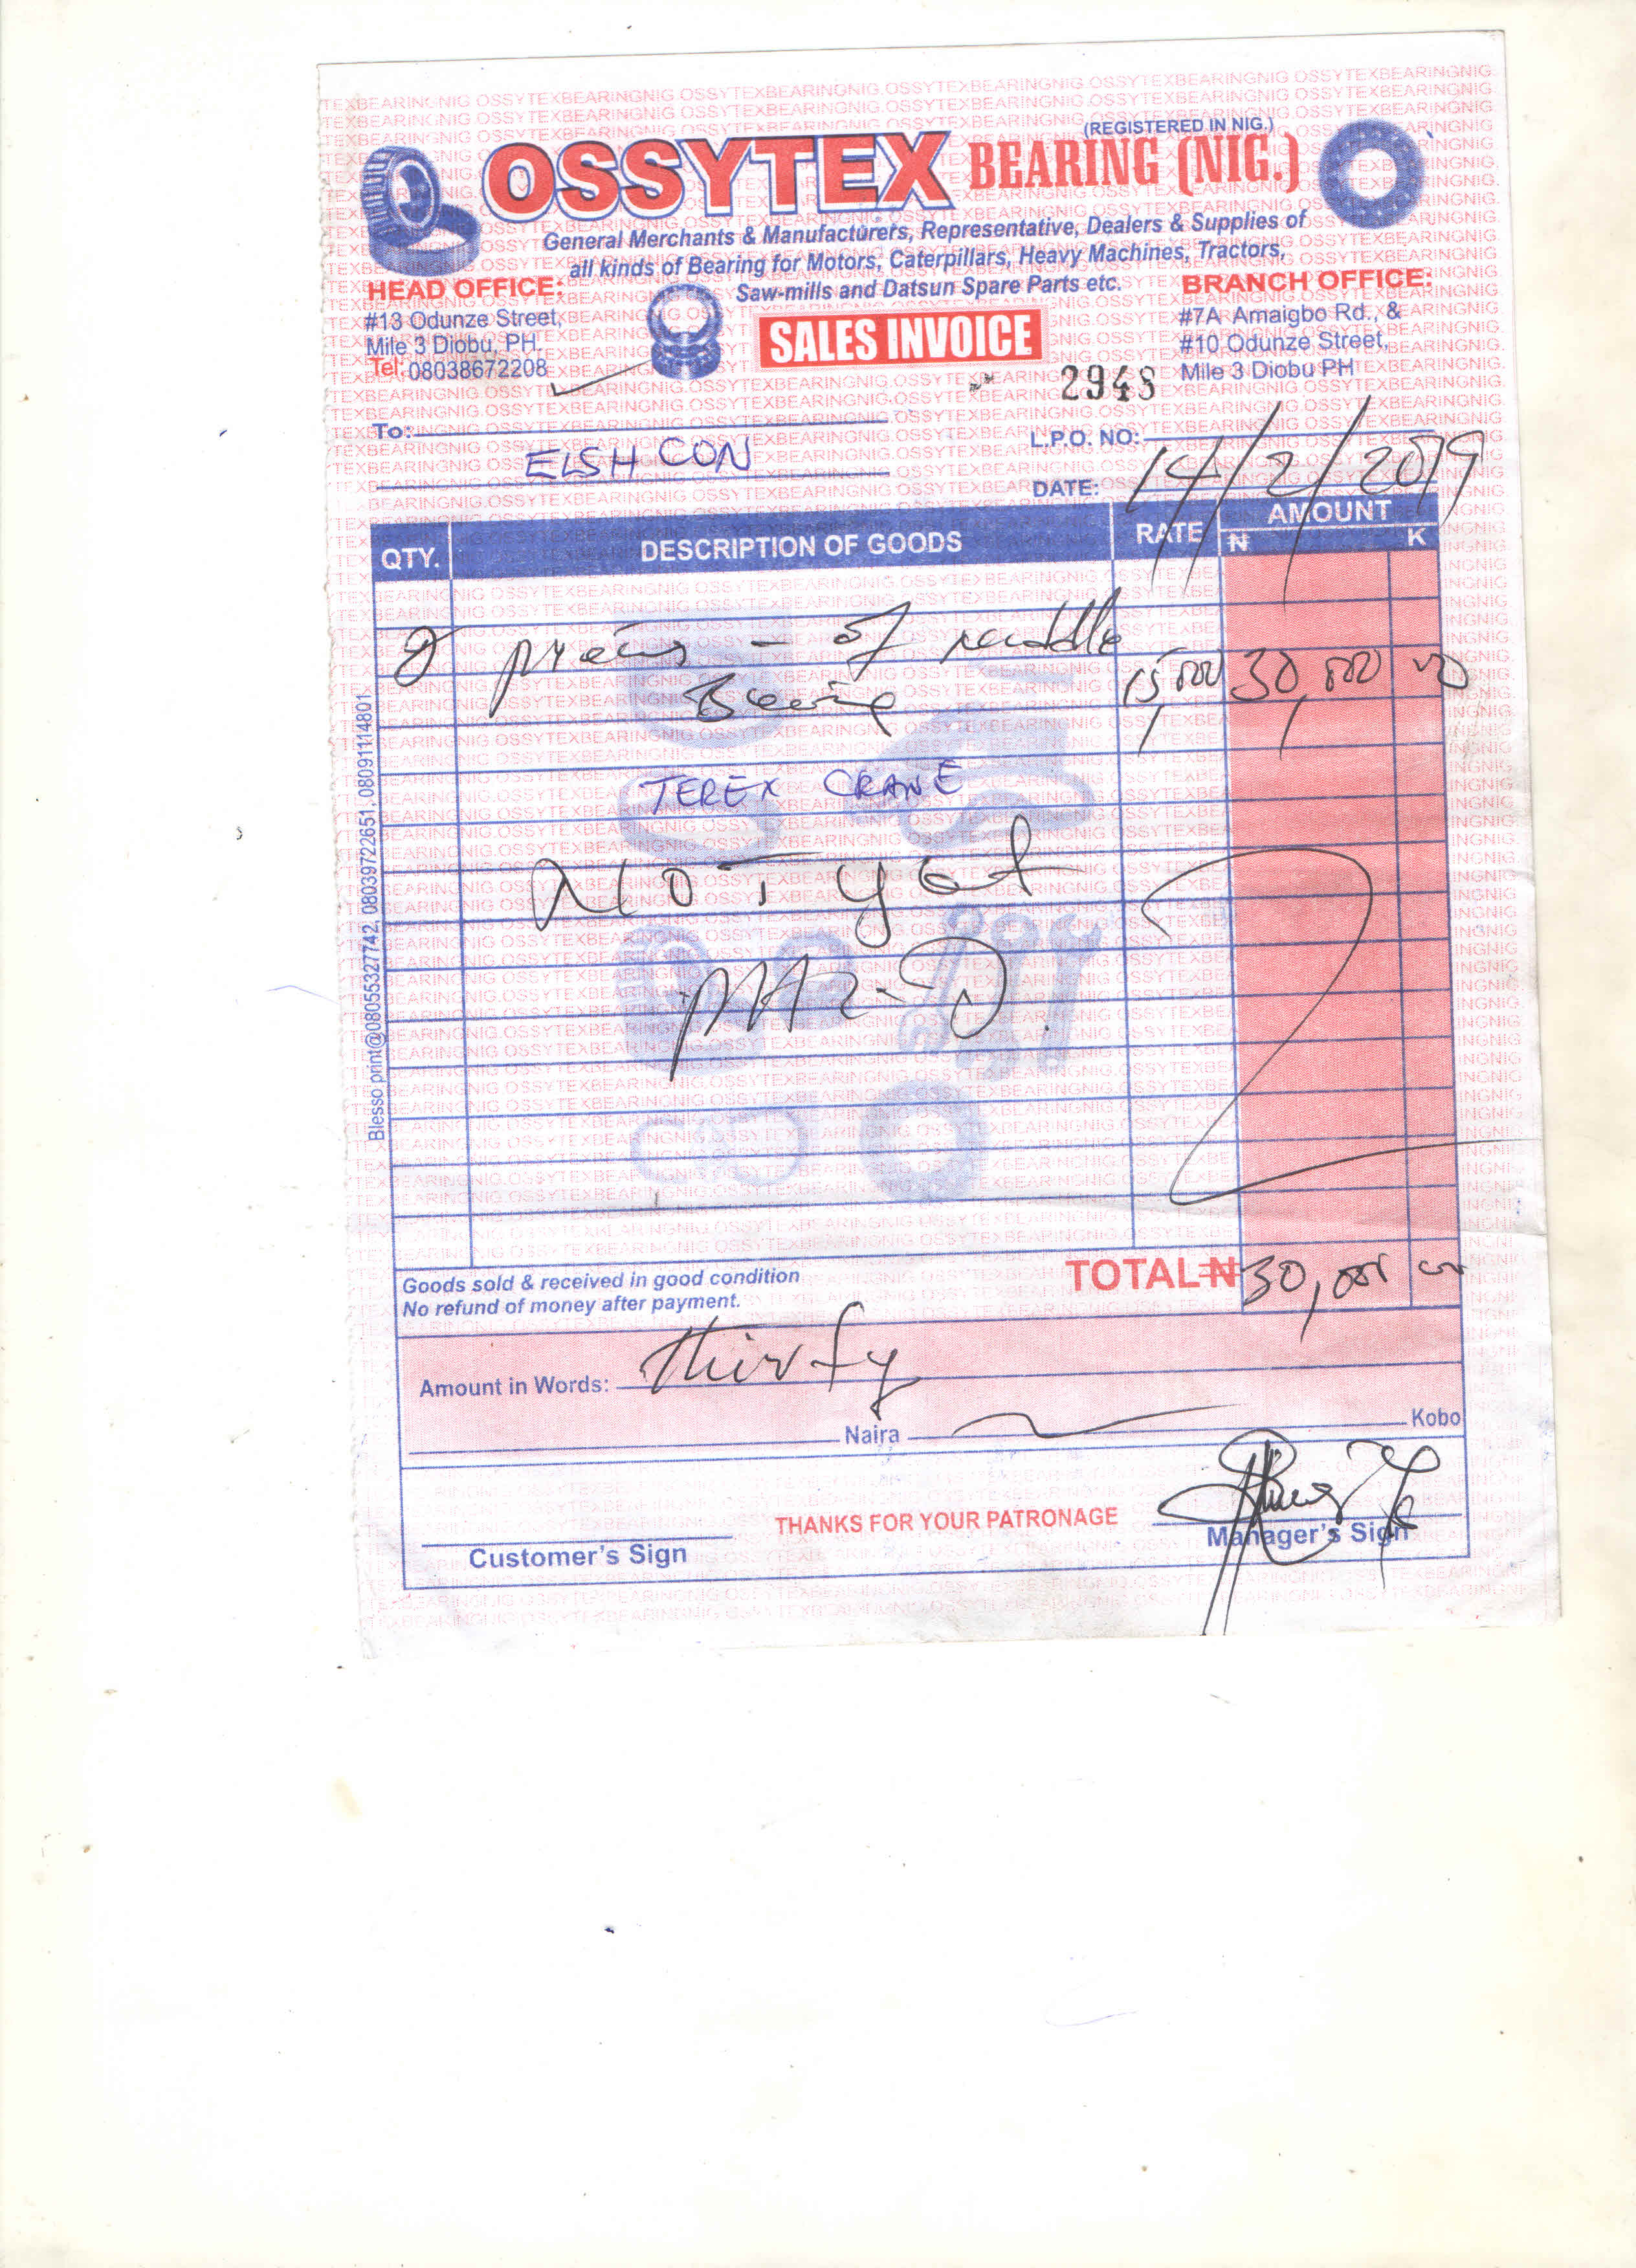 (REGISTERED IN NIG.)
OSSYTEX BEARING (NIG.)
General Merchants & Manufacturers, Representative, Dealers & Supplies of
all kinds of Bearing for Motors, Caterpillars, Heavy Machines, Tractors,
Saw-mills and Datsun Spare Parts etc.
HEAD OFFICE:
#13 Odunze Street,
Mile 3 Diobu, PH.
Tel: 08038672208
BRANCH OFFICE:
#7A Amaigbo Rd., &
#10 Odunze Street,
Mile 3 Diobu PH
SALES INVOICE
2948
To:
ELSHCON
L.P.O. NO:
DATE: 14/2/2019
QTY. DESCRIPTION OF GOODS RATE AMOUNT
₦ K
2 of
15,000 30,000 00
TEREX CRANE
NOT yet
PAID.
Blesso print@08055327742, 08039722651, 08091114801
Goods sold & received in good condition
No refund of money after payment.
TOTAL ₦ 30,000 00
Amount in Words: thirty
Naira Kobo
Customer's Sign
THANKS FOR YOUR PATRONAGE
Manager's Sign